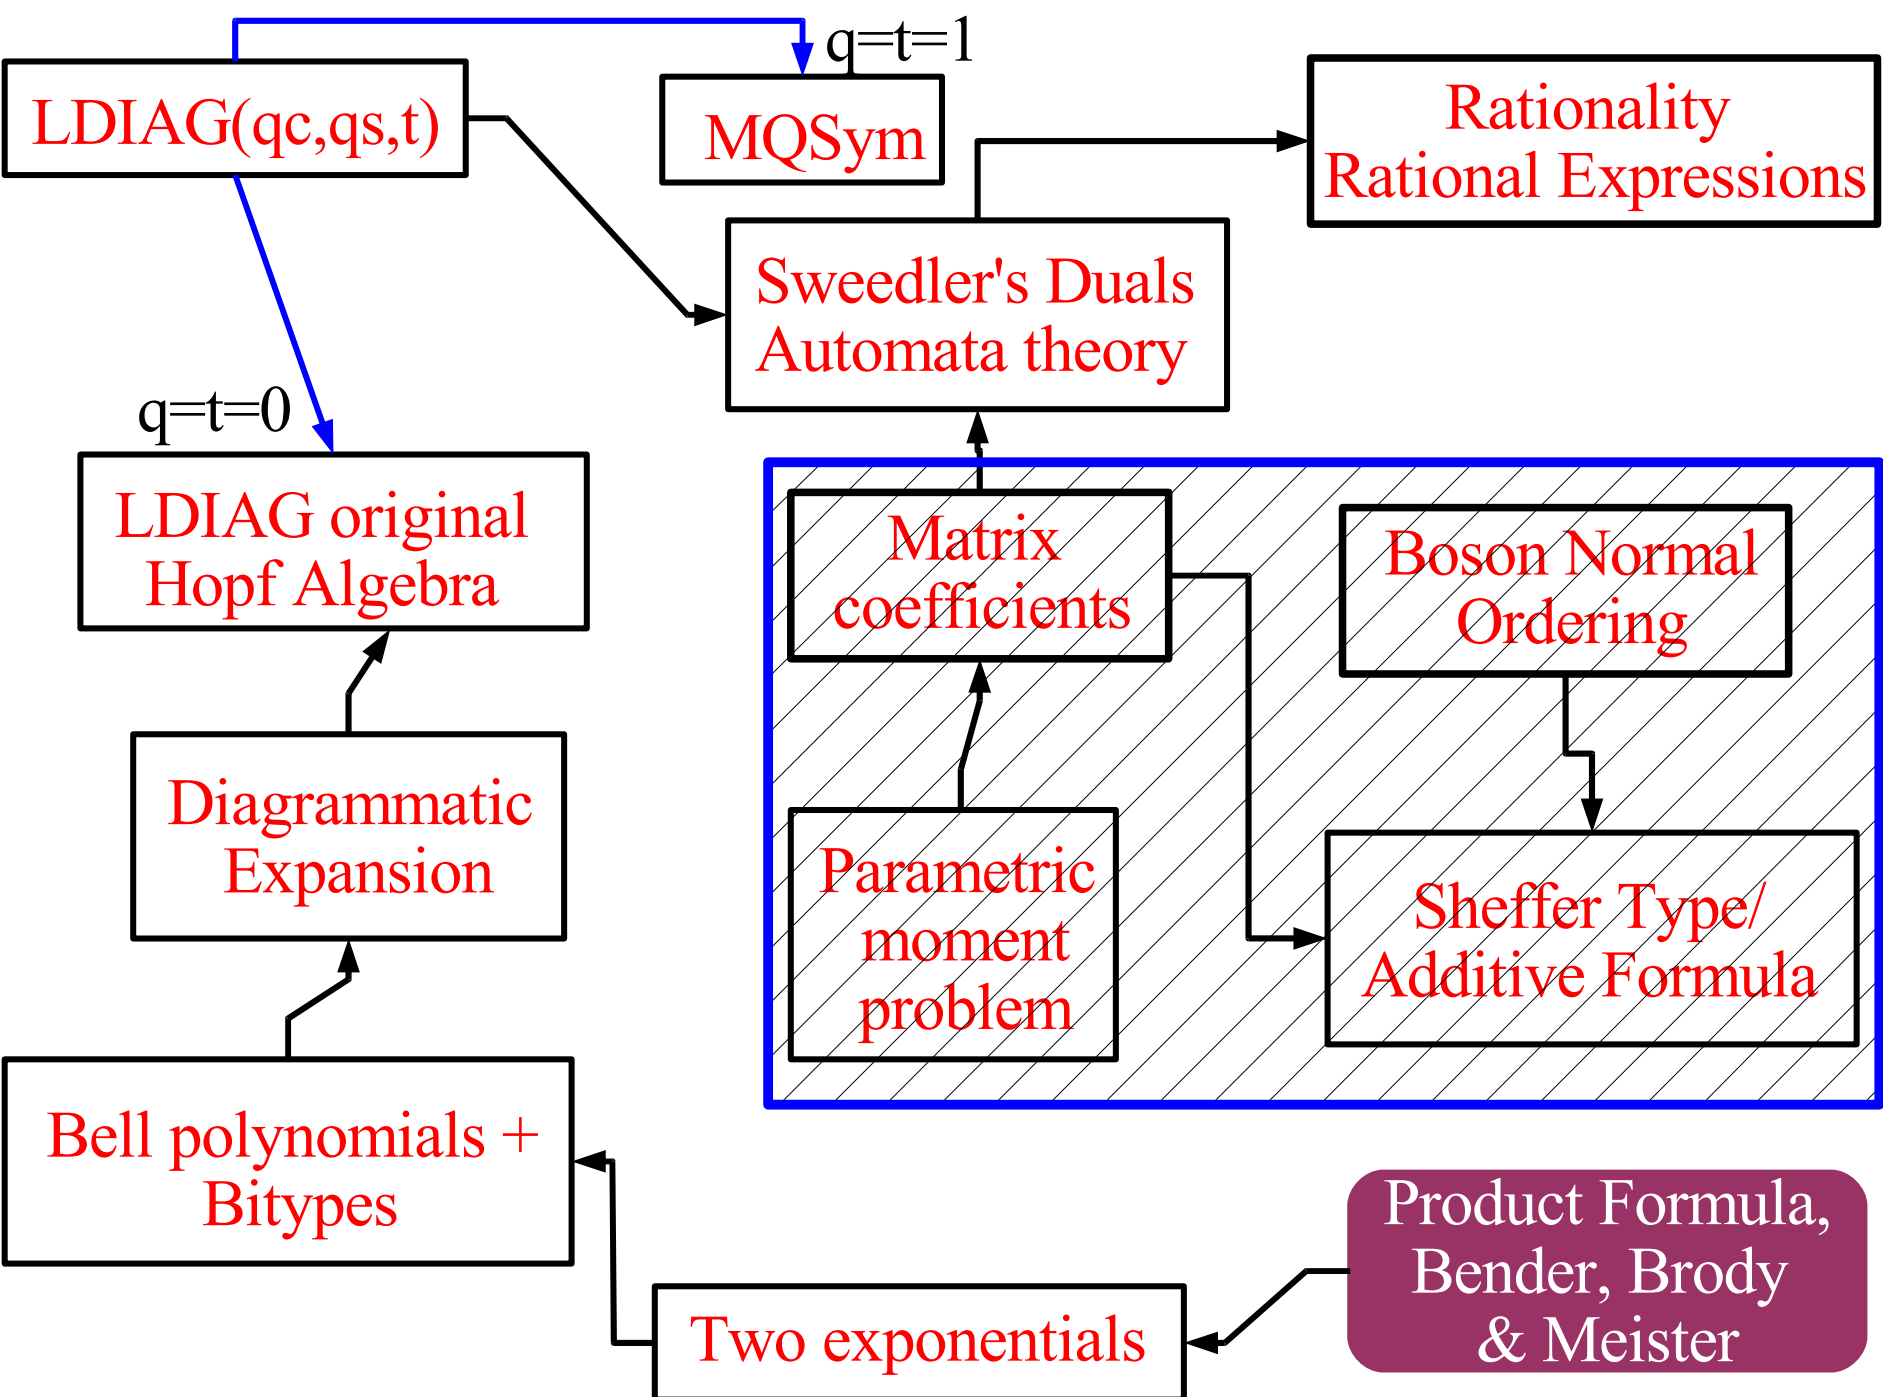 q=t=1
LDIAG(qc,qs,t)
MQSym
Rationality
Rational Expressions
Sweedler's Duals
Automata theory
q=t=0
LDIAG original
Hopf Algebra
Matrix
coefficients
Boson Normal
Ordering
Diagrammatic
Expansion
Parametric
moment
problem
Sheffer Type/
Additive Formula
Bell polynomials +
Bitypes
Product Formula,
Bender, Brody
& Meister
Two exponentials